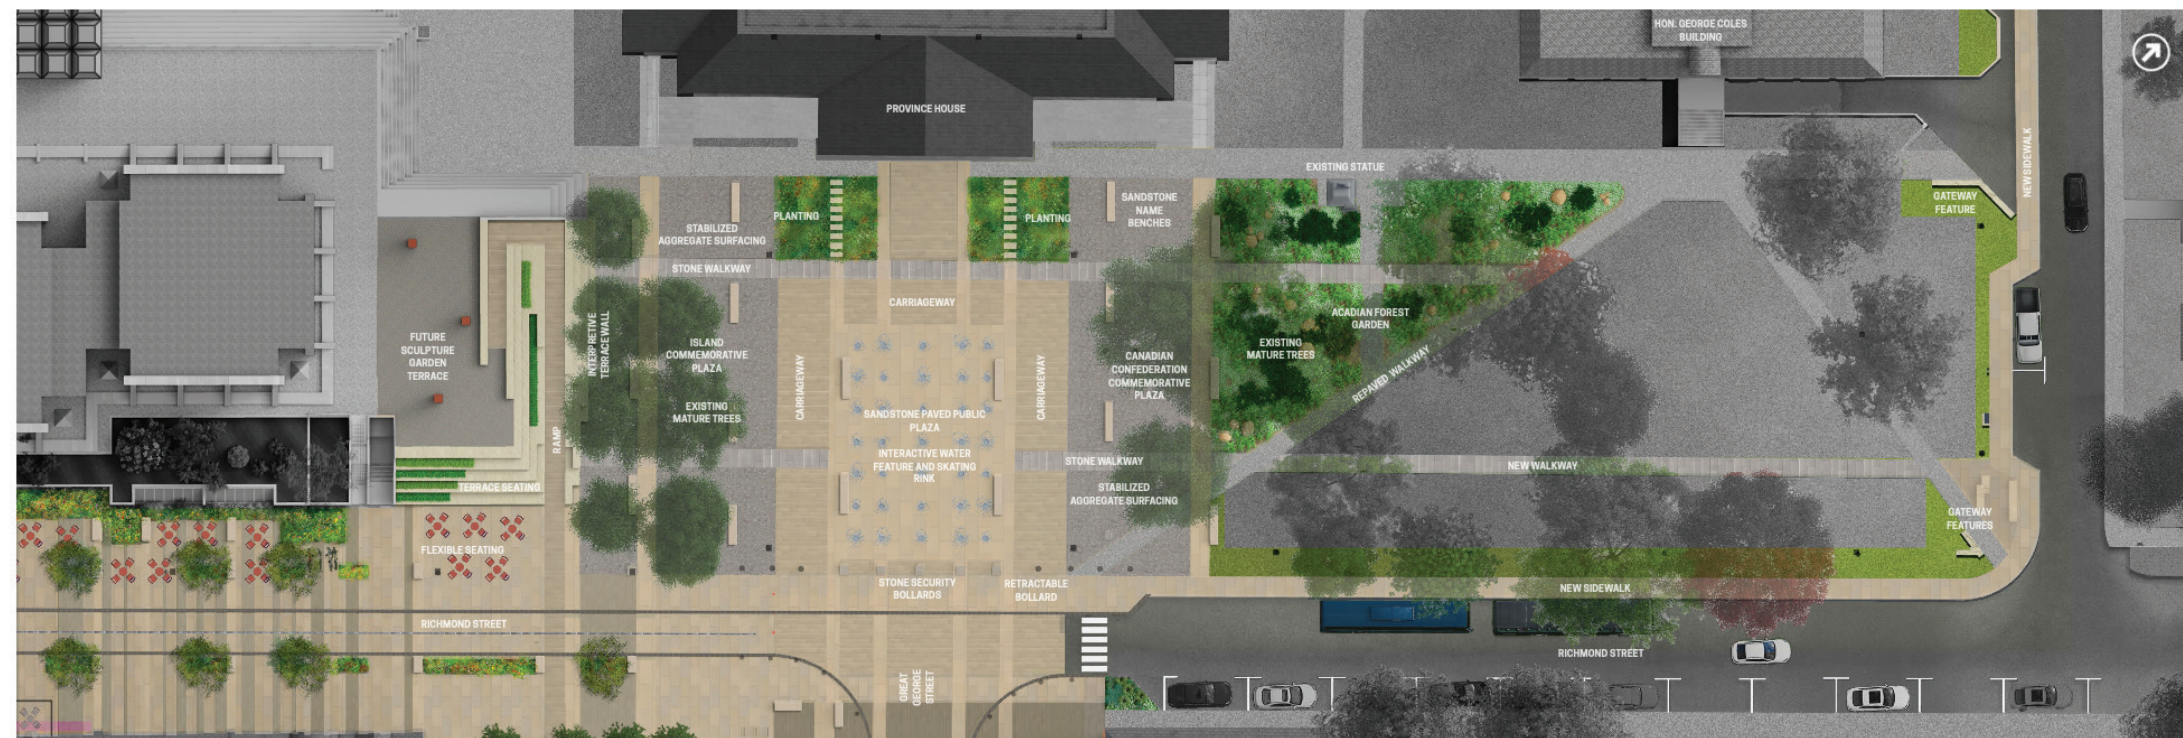 HON. GEORGE COLES
BUILDING
PROVINCE HOUSE
NEW SIDEWALK
EXISTING STATUE
PLANTING
PLANTING
SANDSTONE
NAME
BENCHES
GATEWAY
FEATURE
STABILIZED
AGGREGATE SURFACING
STONE WALKWAY
CARRIAGEWAY
ACADIAN FOREST
GARDEN
FUTURE
SCULPTURE
GARDEN
TERRACE
INTERPRETIVE
TERRACE WALL
ISLAND
COMMEMORATIVE
PLAZA
EXISTING
MATURE TREES
CARRIAGEWAY
CARRIAGEWAY
CANADIAN
CONFEDERATION
COMMEMORATIVE
PLAZA
EXISTING
MATURE TREES
REPAVED WALKWAY
SANDSTONE PAVED PUBLIC
PLAZA
RAMP
INTERACTIVE WATER
FEATURE AND SKATING
RINK
STONE WALKWAY
NEW WALKWAY
TERRACE SEATING
STABILIZED
AGGREGATE SURFACING
GATEWAY
FEATURES
FLEXIBLE SEATING
STONE SECURITY
BOLLARDS
RETRACTABLE
BOLLARD
NEW SIDEWALK
RICHMOND STREET
RICHMOND STREET
GREAT
GEORGE
STREET